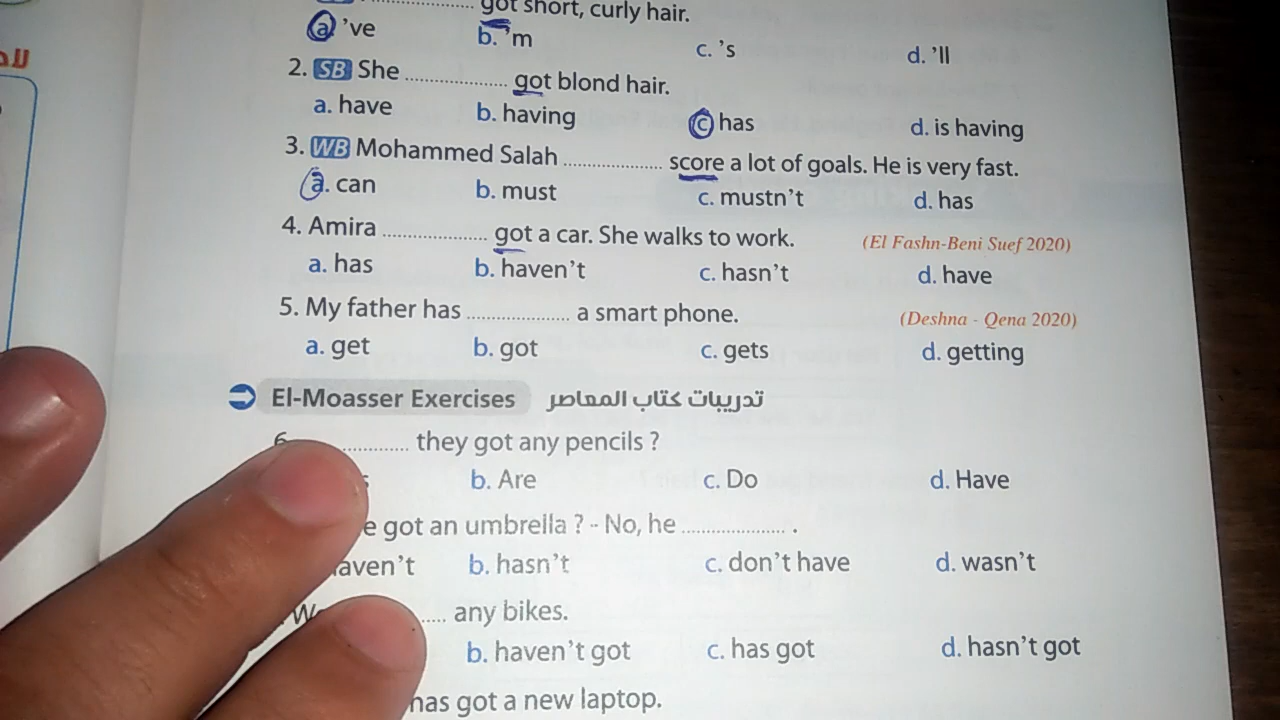 got short, curly hair.
a 've b. 'm c. 's d. 'll
2. SB She .................... got blond hair.
a. have b. having c has d. is having
3. WB Mohammed Salah ................... score a lot of goals. He is very fast.
a. can b. must c. mustn't d. has
4. Amira .................... got a car. She walks to work. (El Fashn-Beni Suef 2020)
a. has b. haven't c. hasn't d. have
5. My father has .................... a smart phone. (Deshna - Qena 2020)
a. get b. got c. gets d. getting
El-Moasser Exercises تدريبات كتاب المعاصر
6 ............. they got any pencils ?
b. Are c. Do d. Have
e got an umbrella ? - No, he .................... .
aven't b. hasn't c. don't have d. wasn't
..... any bikes.
b. haven't got c. has got d. hasn't got
has got a new laptop.